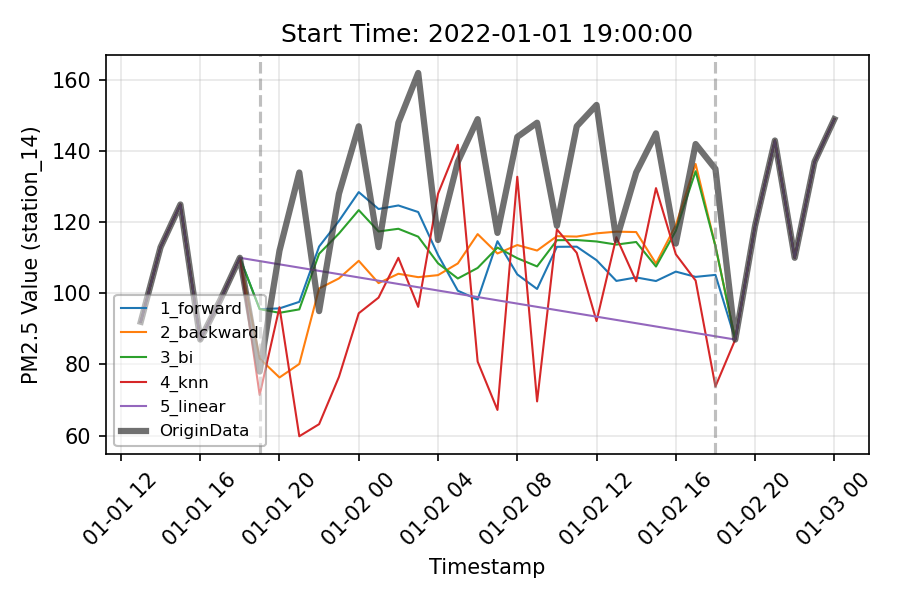 Start Time: 2022-01-01 19:00:00
PM2.5 Value (station_14)
160
140
120
100
80
60
1_forward
2_backward
3_bi
4_knn
5_linear
OriginData
01-01 12
01-01 16
01-01 20
01-02 00
01-02 04
01-02 08
01-02 12
01-02 16
01-02 20
01-03 00
Timestamp